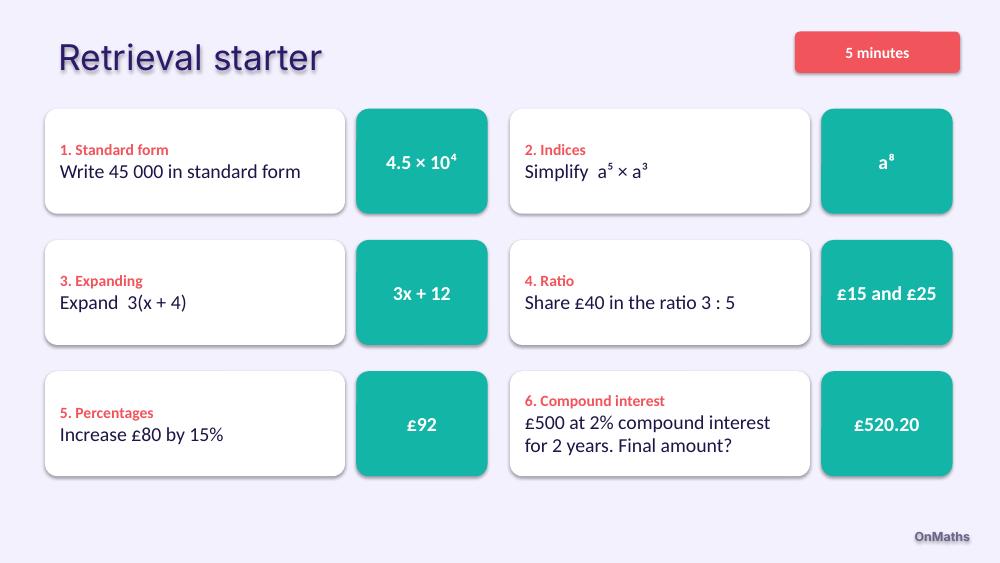 Retrieval starter
5 minutes
1. Standard form
Write 45 000 in standard form
4.5 × 10⁴
2. Indices
Simplify  a⁵ × a³
a⁸
3. Expanding
Expand  3(x + 4)
3x + 12
4. Ratio
Share £40 in the ratio 3 : 5
£15 and £25
5. Percentages
Increase £80 by 15%
£92
6. Compound interest
£500 at 2% compound interest
for 2 years. Final amount?
£520.20
OnMaths